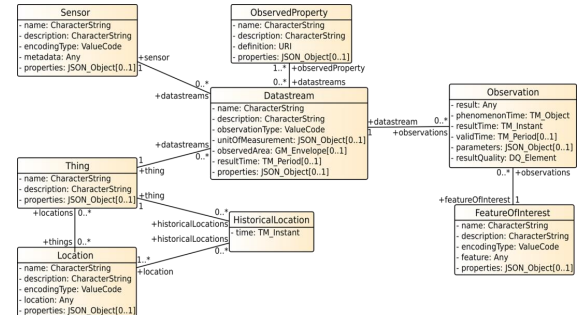 Sensor
- name: CharacterString
- description: CharacterString
- encodingType: ValueCode
- metadata: Any
- properties: JSON_Object[0..1]
+sensor
1
0..*
+datastreams
ObservedProperty
- name: CharacterString
- description: CharacterString
- definition: URI
- properties: JSON_Object[0..1]
1..* +observedProperty
0..* +datastreams
Datastream
- name: CharacterString
- description: CharacterString
- observationType: ValueCode
- unitOfMeasurement: JSON_Object[0..1]
- observedArea: GM_Envelope[0..1]
- resultTime: TM_Period[0..1]
- properties: JSON_Object[0..1]
+datastream 0..*
1 +observations
Observation
- result: Any
- phenomenonTime: TM_Object
- resultTime: TM_Instant
- validTime: TM_Period[0..1]
- parameters: JSON_Object[0..1]
- resultQuality: DQ_Element
0..* +observations
+featureOfInterest 1
FeatureOfInterest
- name: CharacterString
- description: CharacterString
- encodingType: ValueCode
- feature: Any
- properties: JSON_Object[0..1]
+datastreams
0..*
1
+thing
Thing
- name: CharacterString
- description: CharacterString
- properties: JSON_Object[0..1]
+thing
1
0..*
+historicalLocations
HistoricalLocation
- time: TM_Instant
+historicalLocations
0..*
1..*
+location
+locations 0..*
+things 0..*
Location
- name: CharacterString
- description: CharacterString
- encodingType: ValueCode
- location: Any
- properties: JSON_Object[0..1]